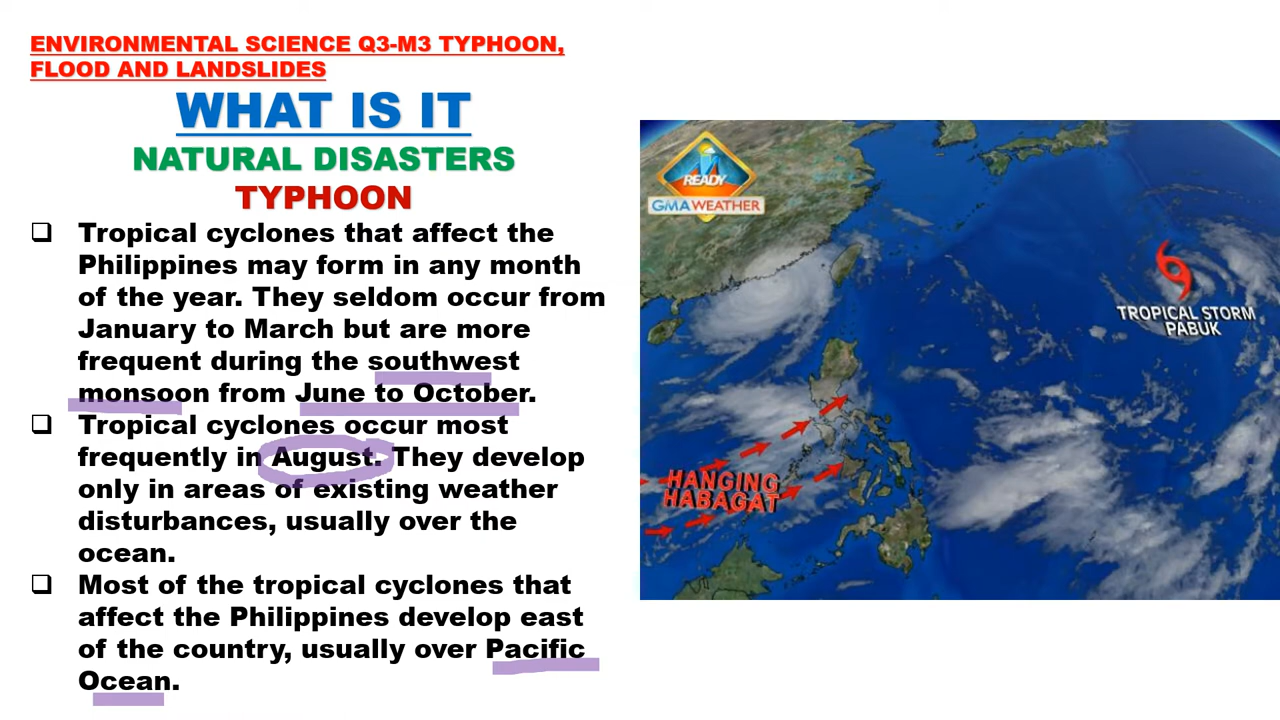 ENVIRONMENTAL SCIENCE Q3-M3 TYPHOON,
FLOOD AND LANDSLIDES
WHAT IS IT
NATURAL DISASTERS
TYPHOON
❑ Tropical cyclones that affect the
Philippines may form in any month
of the year. They seldom occur from
January to March but are more
frequent during the southwest
monsoon from June to October.
❑ Tropical cyclones occur most
frequently in August. They develop
only in areas of existing weather
disturbances, usually over the
ocean.
❑ Most of the tropical cyclones that
affect the Philippines develop east
of the country, usually over Pacific
Ocean.
READY
GMA WEATHER
TROPICAL STORM
PABUK
HANGING
HABAGAT